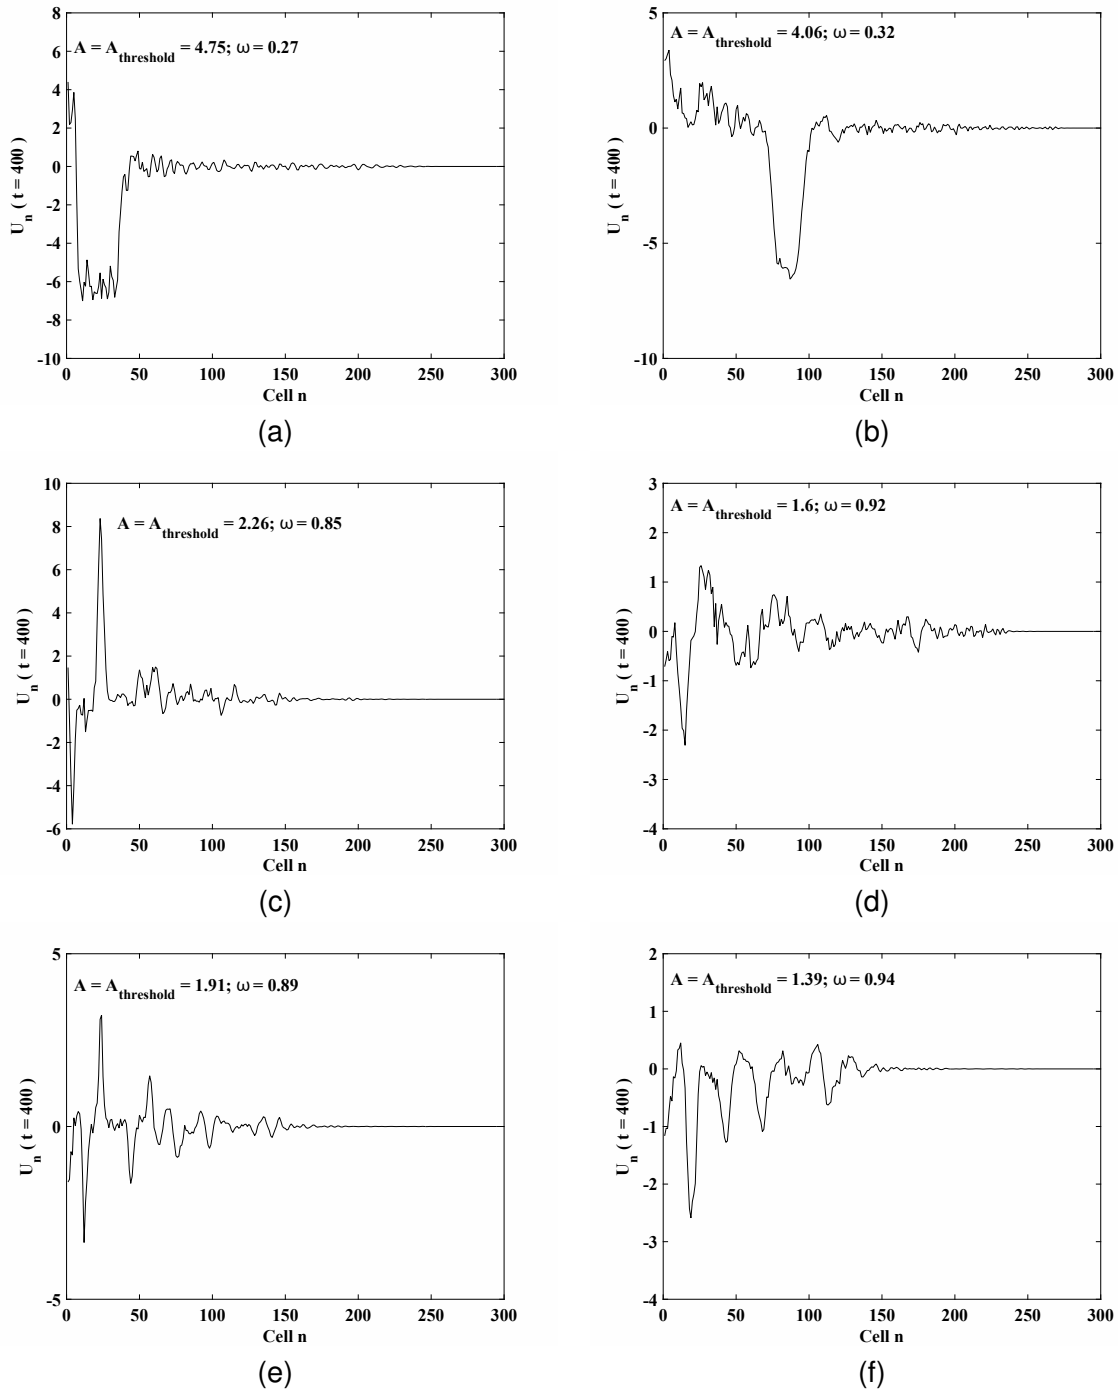 8
6
4
2
0
-2
-4
-6
-8
-10
U_n ( t = 400 )
A = A_threshold = 4.75; ω = 0.27
0 50 100 150 200 250 300
Cell n
(a)
5
0
-5
-10
U_n ( t = 400 )
A = A_threshold = 4.06; ω = 0.32
0 50 100 150 200 250 300
Cell n
(b)
10
8
6
4
2
0
-2
-4
-6
U_n ( t = 400 )
A = A_threshold = 2.26; ω = 0.85
0 50 100 150 200 250 300
Cell n
(c)
3
2
1
0
-1
-2
-3
-4
U_n ( t = 400 )
A = A_threshold = 1.6; ω = 0.92
0 50 100 150 200 250 300
Cell n
(d)
5
0
-5
U_n ( t = 400 )
A = A_threshold = 1.91; ω = 0.89
0 50 100 150 200 250 300
Cell n
(e)
2
1
0
-1
-2
-3
-4
U_n ( t = 400 )
A = A_threshold = 1.39; ω = 0.94
0 50 100 150 200 250 300
Cell n
(f)